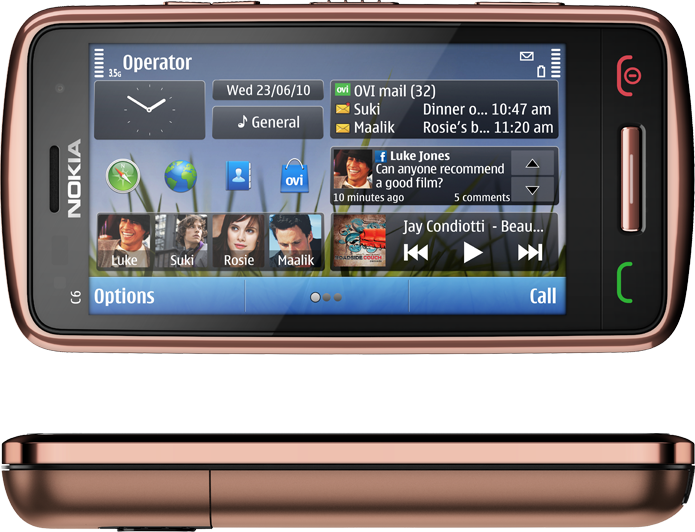 3.5G Operator
Wed 23/06/10
General
ovi OVI mail (32)
Suki Dinner o... 10:47 am
Maalik Rosie's b... 11:20 am
f Luke Jones
Can anyone recommend
a good film?
10 minutes ago 5 comments
ovi
Luke Suki Rosie Maalik
Jay Condiotti - Beau...
ROADSIDE COUCH
Options Call
NOKIA
C6